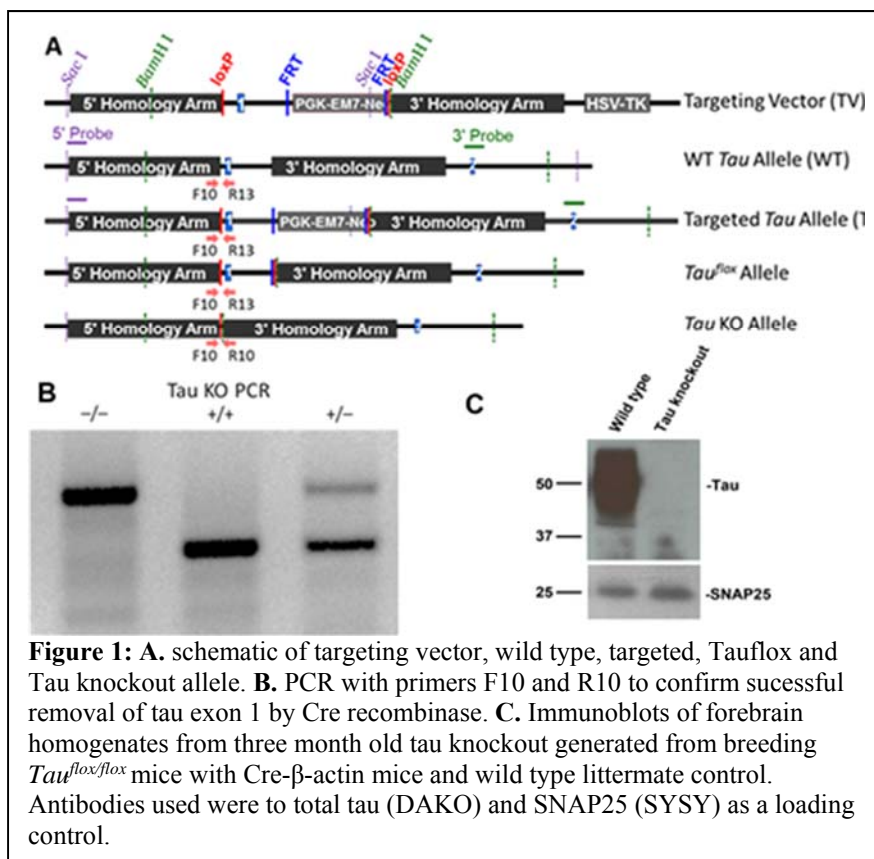 A
Sac I
BamH I
loxP
FRT
Sac I
FRT
loxP
BamH I
5' Homology Arm
1
PGK-EM7-Ne
3' Homology Arm
HSV-TK
Targeting Vector (TV)
5' Probe
3' Probe
5' Homology Arm
3' Homology Arm
WT Tau Allele (WT)
F10
R13
5' Homology Arm
PGK-EM7-Neo
3' Homology Arm
Targeted Tau Allele (T
F10
R13
5' Homology Arm
3' Homology Arm
Tauflox Allele
F10
R13
5' Homology Arm
3' Homology Arm
Tau KO Allele
F10
R10
B
Tau KO PCR
−/−
+/+
+/−
C
Wild type
Tau knockout
50
-Tau
37
25
-SNAP25
Figure 1: A. schematic of targeting vector, wild type, targeted, Tauflox and
Tau knockout allele. B. PCR with primers F10 and R10 to confirm sucessful
removal of tau exon 1 by Cre recombinase. C. Immunoblots of forebrain
homogenates from three month old tau knockout generated from breeding
Tauflox/flox mice with Cre-β-actin mice and wild type littermate control.
Antibodies used were to total tau (DAKO) and SNAP25 (SYSY) as a loading
control.